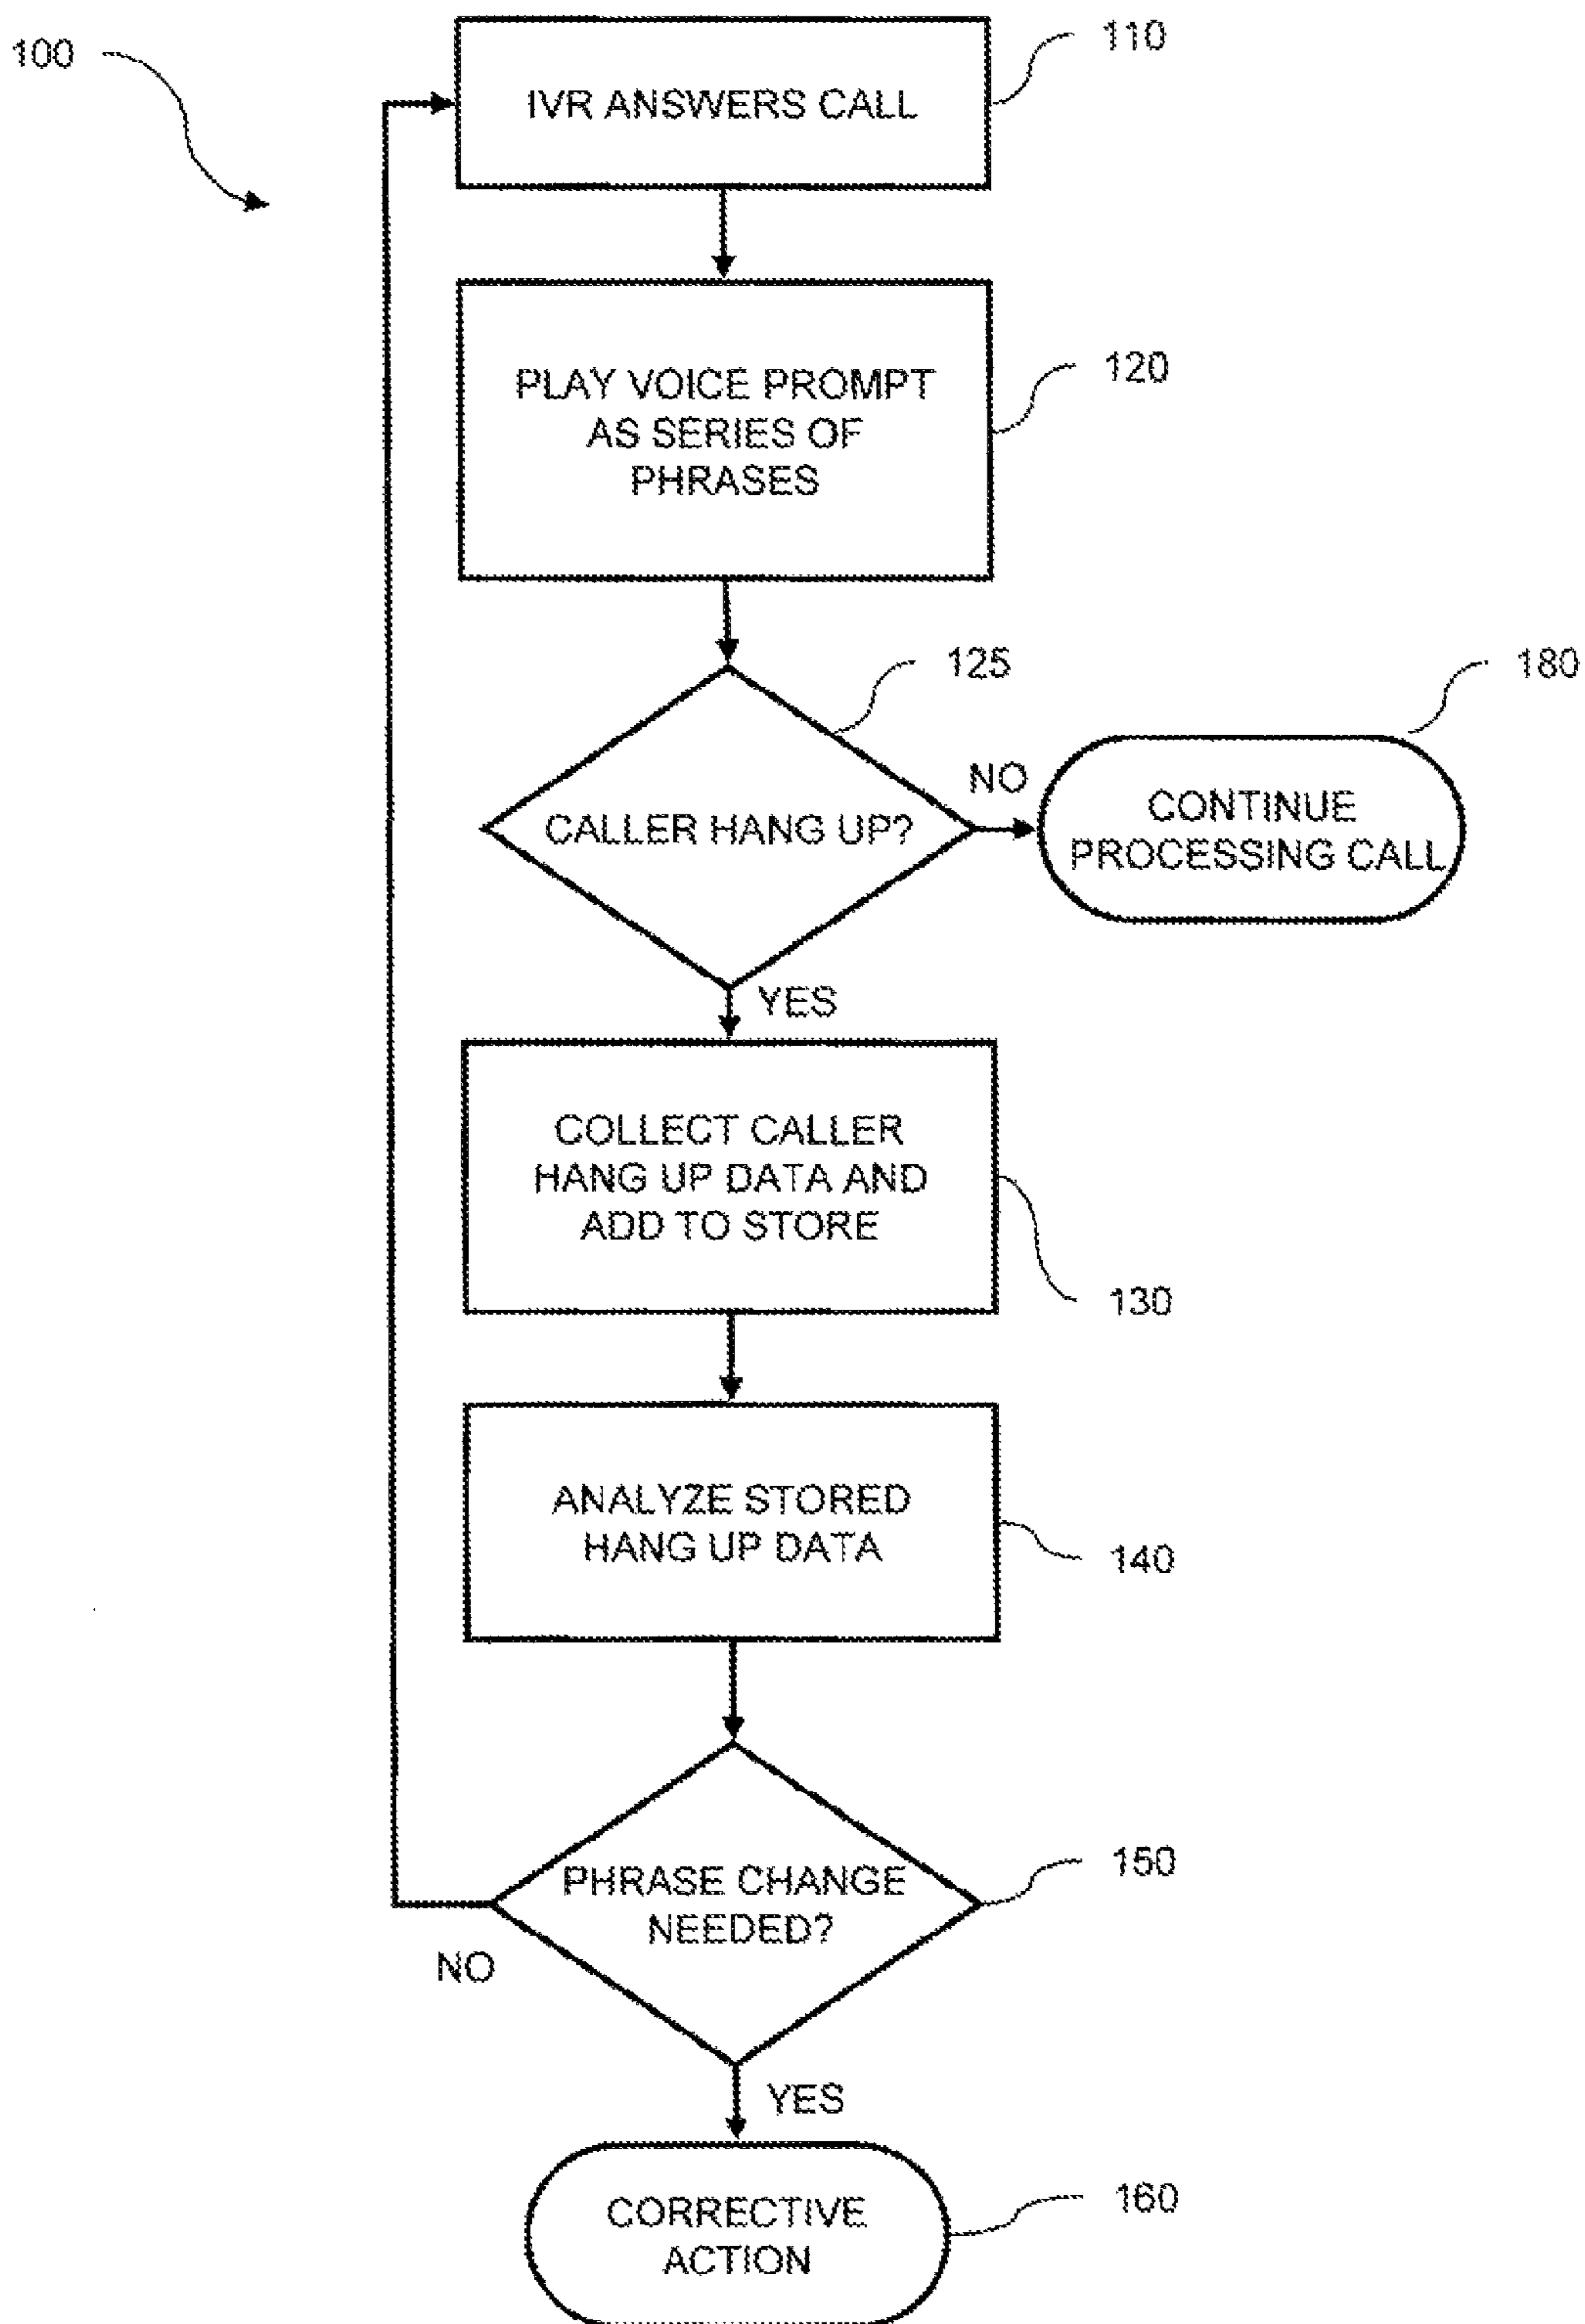 100
110
IVR ANSWERS CALL
120
PLAY VOICE PROMPT
AS SERIES OF
PHRASES
125
180
NO
CALLER HANG UP?
CONTINUE
PROCESSING CALL
YES
COLLECT CALLER
HANG UP DATA AND
ADD TO STORE
130
ANALYZE STORED
HANG UP DATA
140
PHRASE CHANGE
NEEDED?
150
NO
YES
CORRECTIVE
ACTION
160